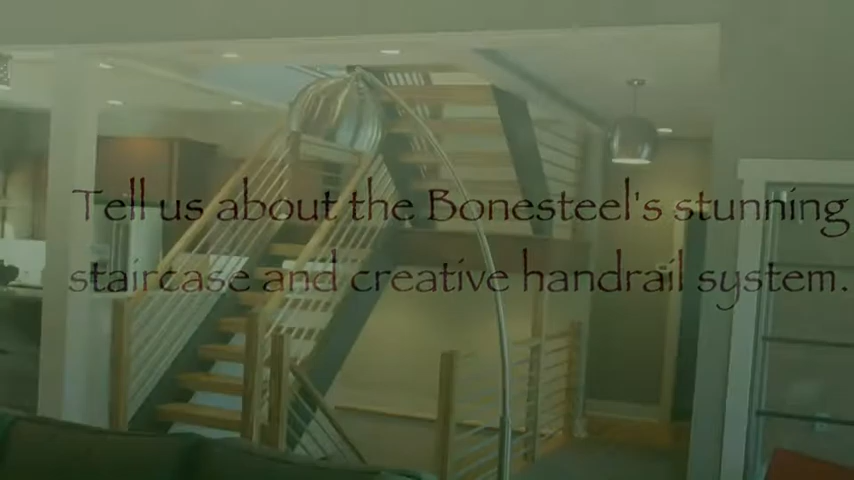 Tell us about the Bonesteel's stunning
staircase and creative handrail system.